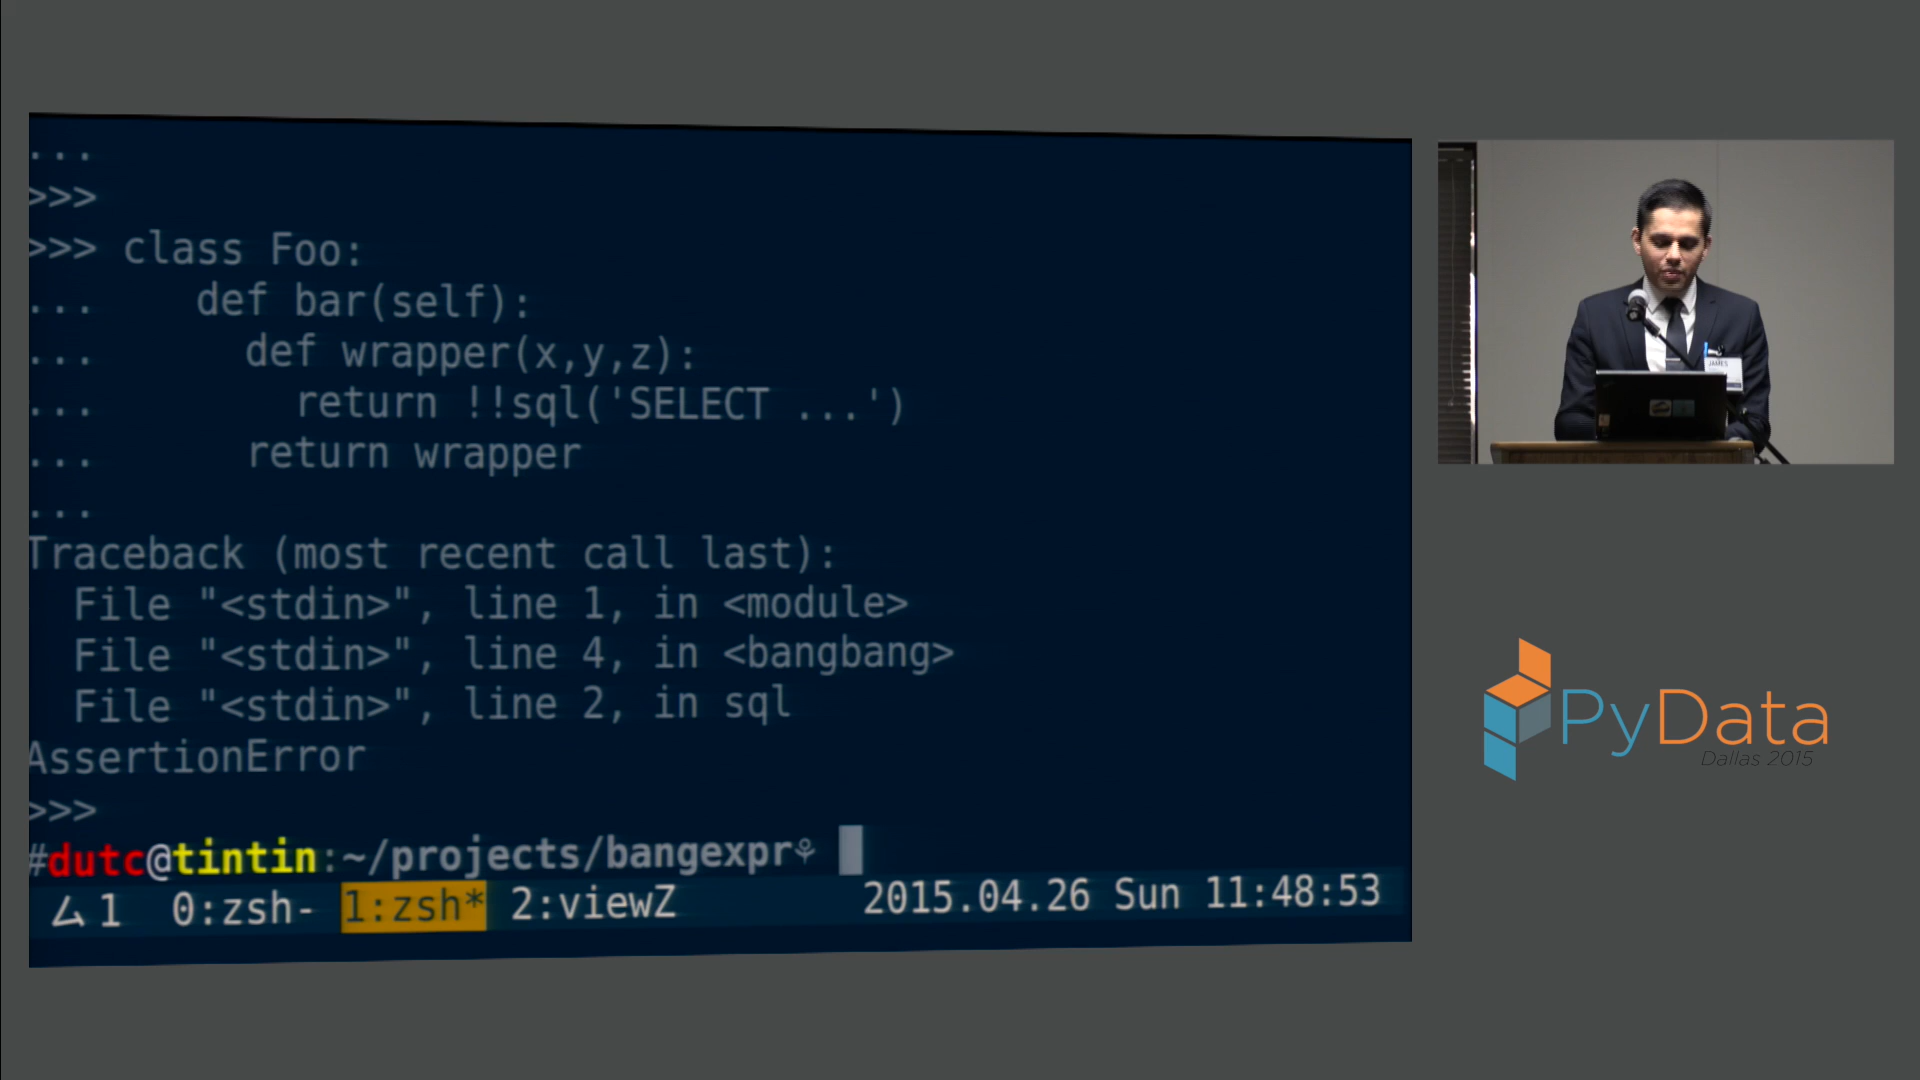 ...
>>>
>>> class Foo:
... def bar(self):
... def wrapper(x,y,z):
... return !!sql('SELECT ...')
... return wrapper
...
Traceback (most recent call last):
File "<stdin>", line 1, in <module>
File "<stdin>", line 4, in <bangbang>
File "<stdin>", line 2, in sql
AssertionError
>>>
#dutc@tintin:~/projects/bangexpr⚘
ム 1 0:zsh- 1:zsh* 2:viewZ 2015.04.26 Sun 11:48:53
JAMES
PyData
Dallas 2015